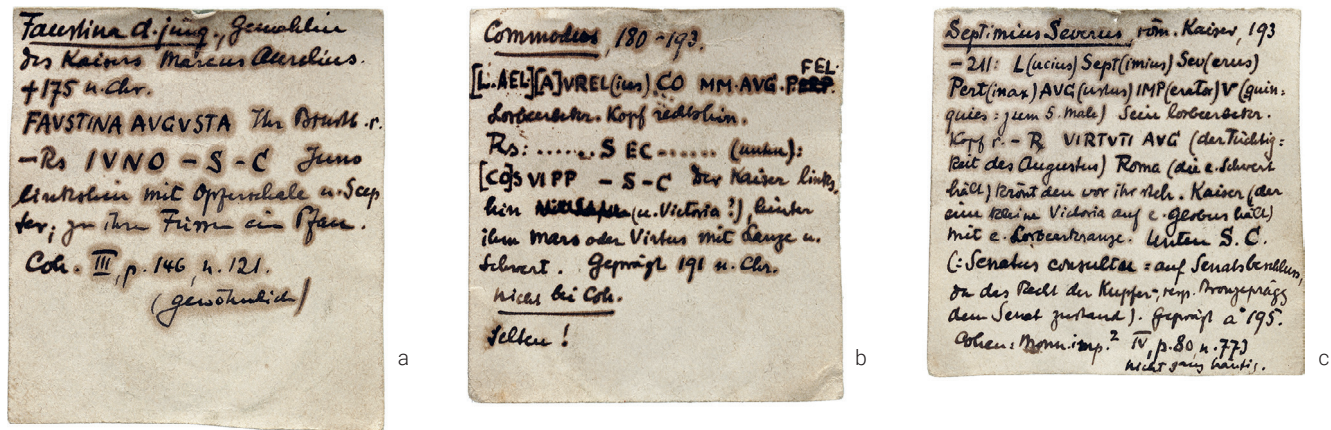 Faustina d. jüng., Gemahlin
des Kaisers Marcus Aurelius.
+175 n. Chr.
FAVSTINA AVGVSTA Ihr Brustb. r.
– Rs IVNO – S – C Juno
linkshin mit Opferschale u. Scep
ter; zu ihren Füssen ein Pfau.
Coh. III, p. 146, n. 121.
(gewöhnlich)
a
Commodus, 180–193.
[L. AEL][A]VREL(ius) CO MM·AVG·P. FEL·
Lorbeerbekr. Kopf rechtshin.
Rs: ....... S EC ...... (unten):
[CO]S VI PP – S – C Der Kaiser links
hin (u. Victoria?), hinter
ihm Mars oder Virtus mit Lanze u.
Schwert. Geprägt 191 n. Chr.
nicht bei Coh.
Selten!
b
Septimius Severus, röm. Kaiser, 193
– 211: L(ucius) Sept(imius) Sev(erus)
Pert(inax) AVG(ustus) IMP(erator) V (quin-
quies: zum 5. Male) Sein lorbeerbekr.
Kopf r. – R VIRTVTI AVG (der Tüchtig:
keit des Augustus) Roma (die e. Schwert
hält) krönt den vor ihr steh. Kaiser (der
eine kleine Victoria auf e. Globus hält)
mit e. Lorbeerkranze. Unten S. C.
(: Senatus consultu = auf Senatsbeschluss,
da das Recht der Kupfer-, resp. Bronzeprägg
dem Senat zustand). Geprägt a° 195.
Cohen: Monn. imp.² IV, p. 80, n. 773
nicht ganz häufig.
c